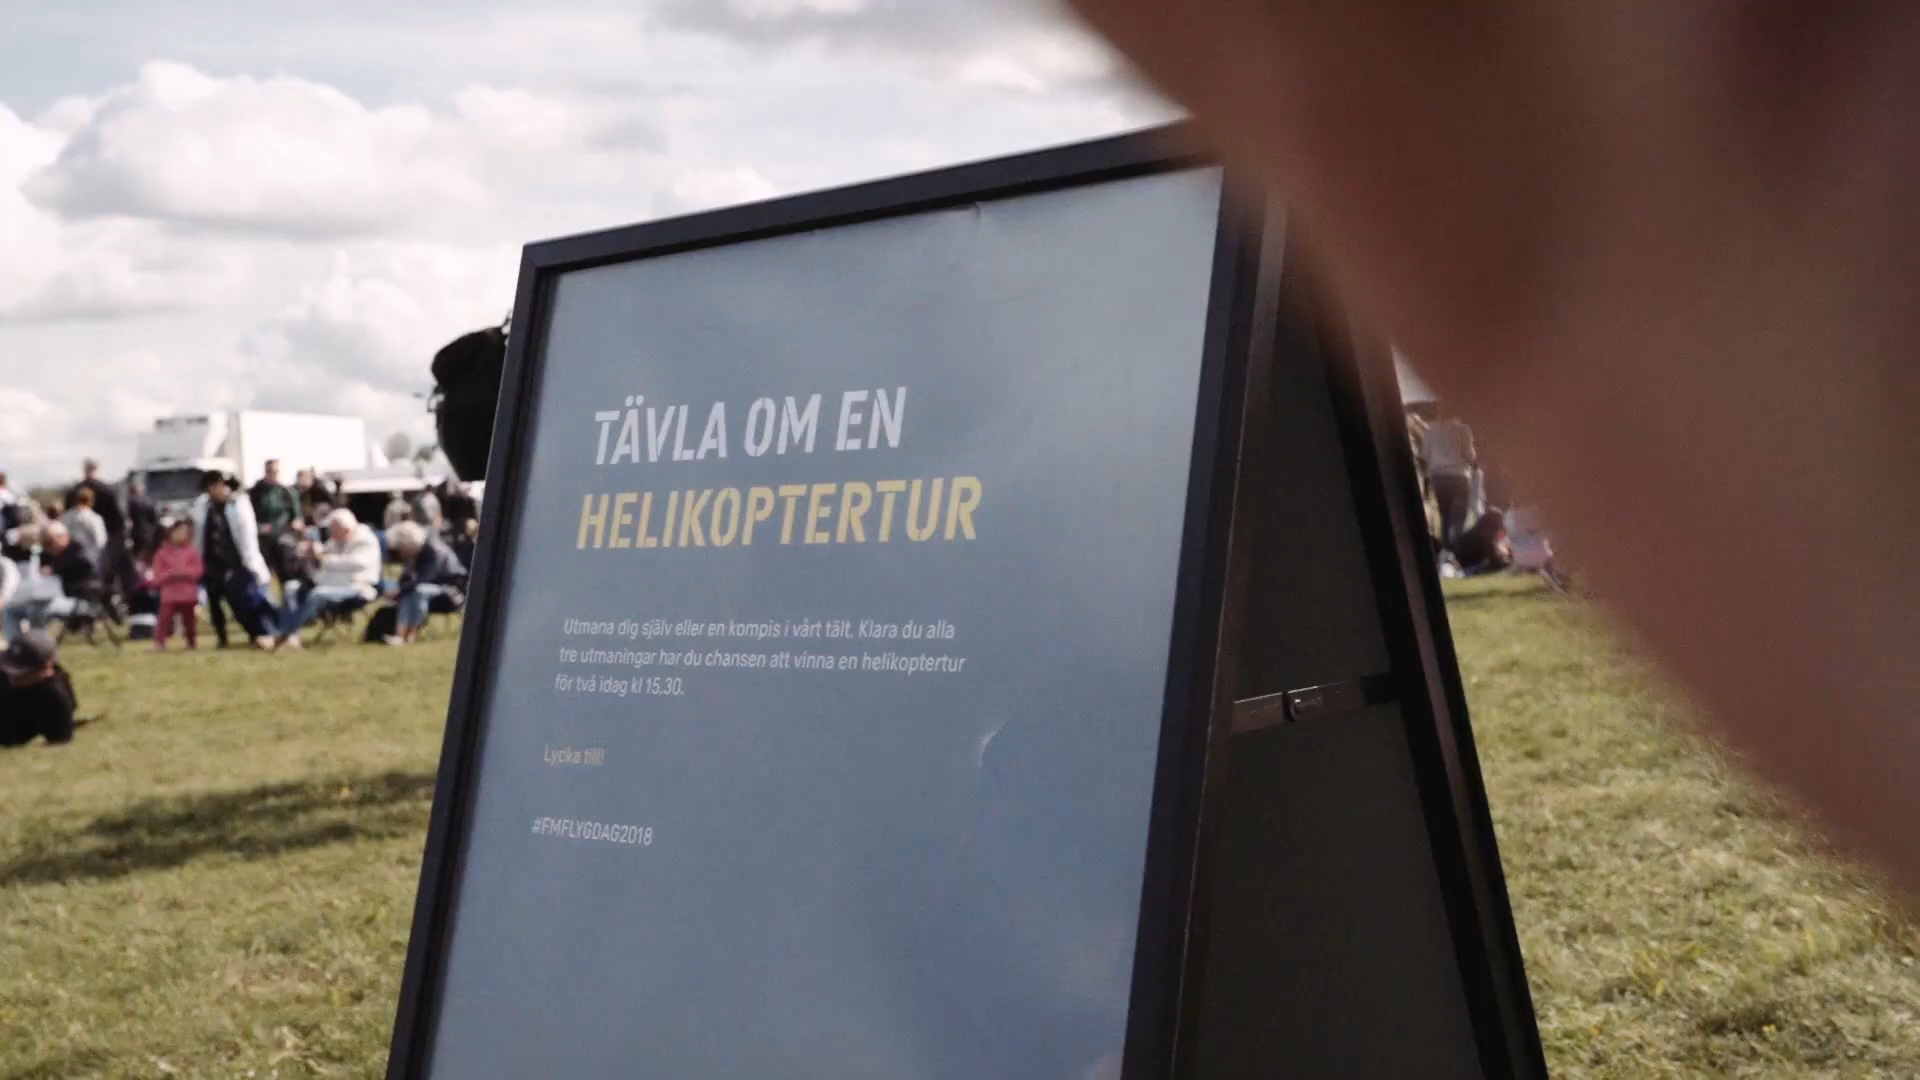 TÄVLA OM EN
HELIKOPTERTUR
Utmana dig själv eller en kompis i vårt tält. Klara du alla
tre utmaningar har du chansen att vinna en helikoptertur
för två idag kl 15.30.
Lycka till!
#FMFLYGDAG2018